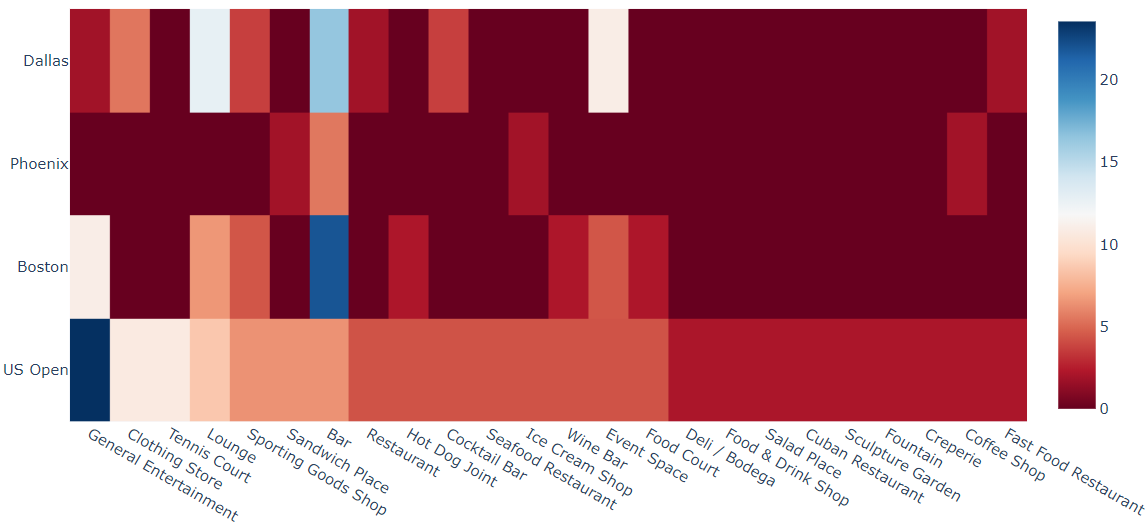 Dallas
Phoenix
Boston
US Open
General Entertainment
Clothing Store
Tennis Court
Lounge
Sporting Goods Shop
Sandwich Place
Bar
Restaurant
Hot Dog Joint
Cocktail Bar
Seafood Restaurant
Ice Cream Shop
Wine Bar
Event Space
Food Court
Deli / Bodega
Food & Drink Shop
Salad Place
Cuban Restaurant
Sculpture Garden
Fountain
Creperie
Coffee Shop
Fast Food Restaurant
20
15
10
5
0